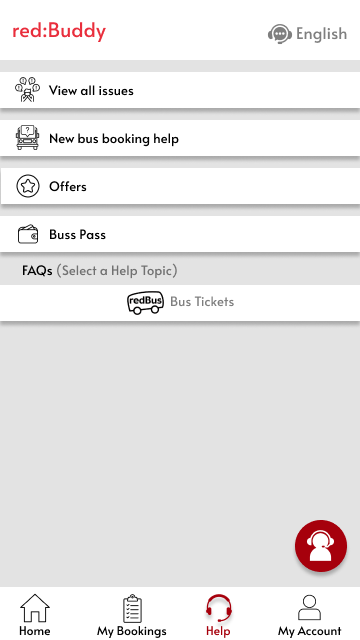 red:Buddy
English
View all issues
New bus booking help
Offers
Buss Pass
FAQs (Select a Help Topic)
redBus Bus Tickets
Home My Bookings Help My Account